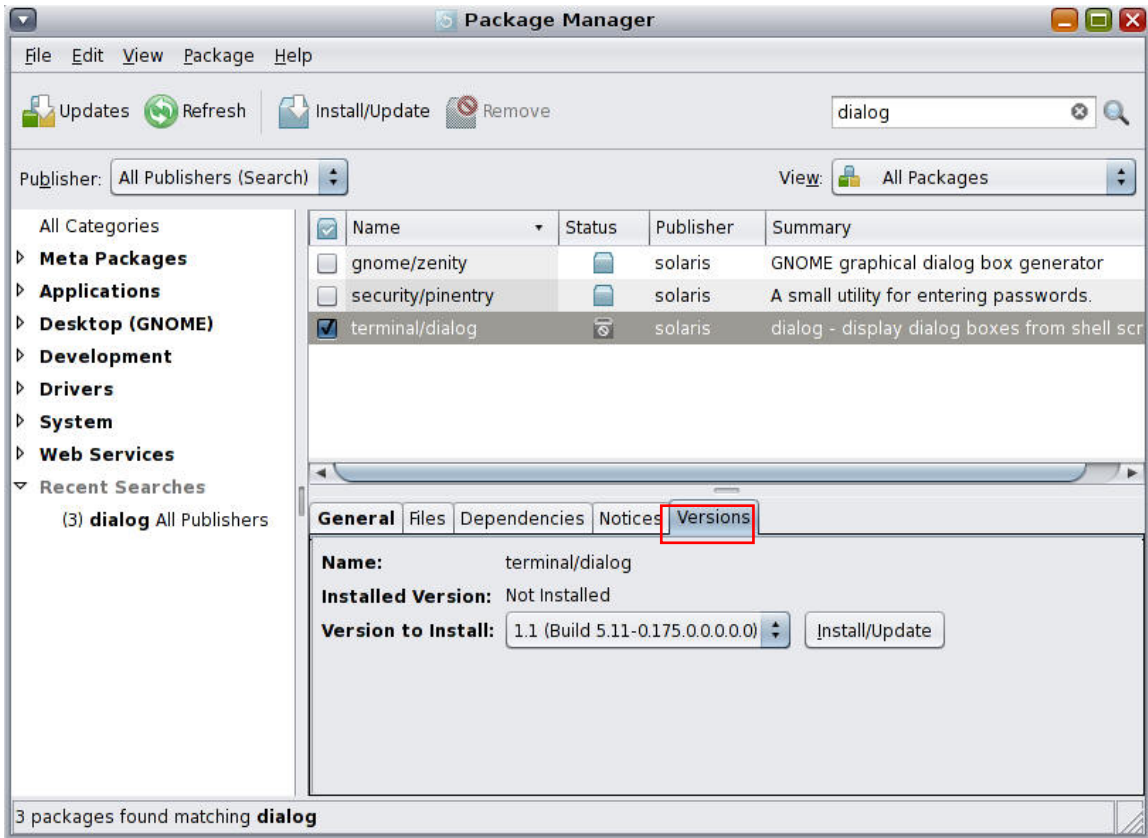 Package Manager
File Edit View Package Help
Updates Refresh Install/Update Remove dialog
Publisher: All Publishers (Search) View: All Packages
All Categories
Meta Packages
Applications
Desktop (GNOME)
Development
Drivers
System
Web Services
Recent Searches
(3) dialog All Publishers
Name Status Publisher Summary
gnome/zenity solaris GNOME graphical dialog box generator
security/pinentry solaris A small utility for entering passwords.
terminal/dialog solaris dialog - display dialog boxes from shell scr
General Files Dependencies Notices Versions
Name: terminal/dialog
Installed Version: Not Installed
Version to Install: 1.1 (Build 5.11-0.175.0.0.0.0.0) Install/Update
3 packages found matching dialog